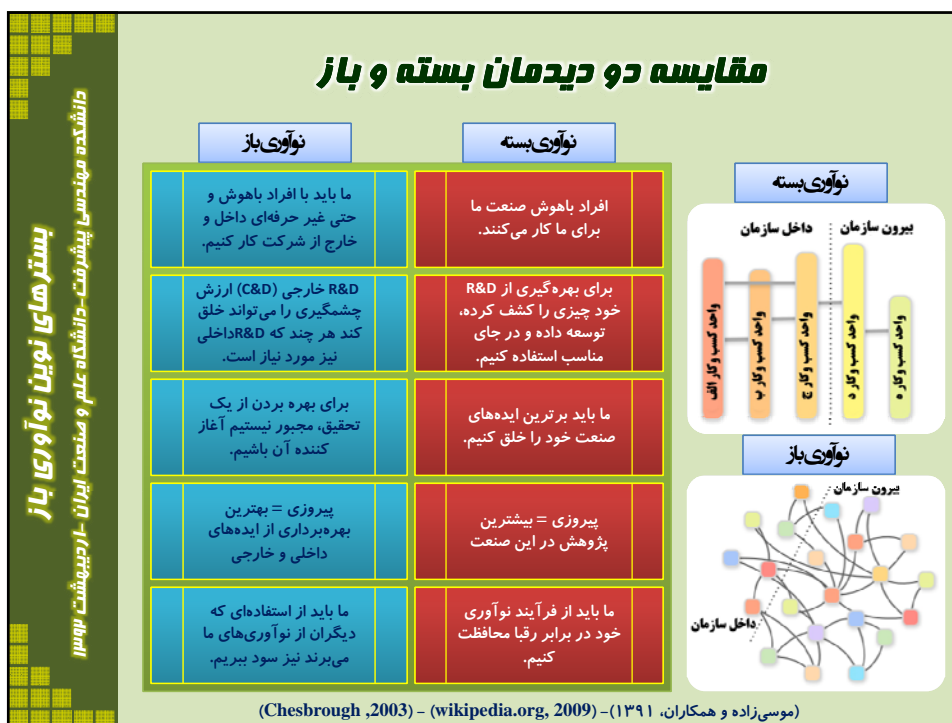 مقایسه دو دیدمان بسته و باز
نوآوری‌بسته
نوآوری‌باز
افراد باهوش صنعت ما
برای ما کار می‌کنند.
ما باید با افراد باهوش و
حتی غیر حرفه‌ای داخل و
خارج از شرکت کار کنیم.
برای بهره‌گیری از R&D
خود چیزی را کشف کرده،
توسعه داده و در جای
مناسب استفاده کنیم.
R&D خارجی (C&D) ارزش
چشمگیری را می‌تواند خلق
کند هر چند که R&Dداخلی
نیز مورد نیاز است.
ما باید برترین ایده‌های
صنعت خود را خلق کنیم.
برای بهره بردن از یک
تحقیق، مجبور نیستیم آغاز
کننده آن باشیم.
پیروزی = بیشترین
پژوهش در این صنعت
پیروزی = بهترین
بهره‌برداری از ایده‌های
داخلی و خارجی
ما باید از فرآیند نوآوری
خود در برابر رقبا محافظت
کنیم.
ما باید از استفاده‌ای که
دیگران از نوآوری‌های ما
می‌برند نیز سود ببریم.
نوآوری‌بسته
بیرون سازمان
داخل سازمان
واحد کسب وکار ه
واحد کسب وکار د
واحد کسب وکار ج
واحد کسب وکار ب
واحد کسب وکار الف
نوآوری‌باز
بیرون سازمان
داخل سازمان
(موسی‌زاده و همکاران، ۱۳۹۱)- (wikipedia.org, 2009) - (Chesbrough ,2003)
دانشکده مهندسی پیشرفت-دانشگاه علم و صنعت ایران -اردیبهشت ۱۳۹۲
بسترهای نوین نوآوری باز